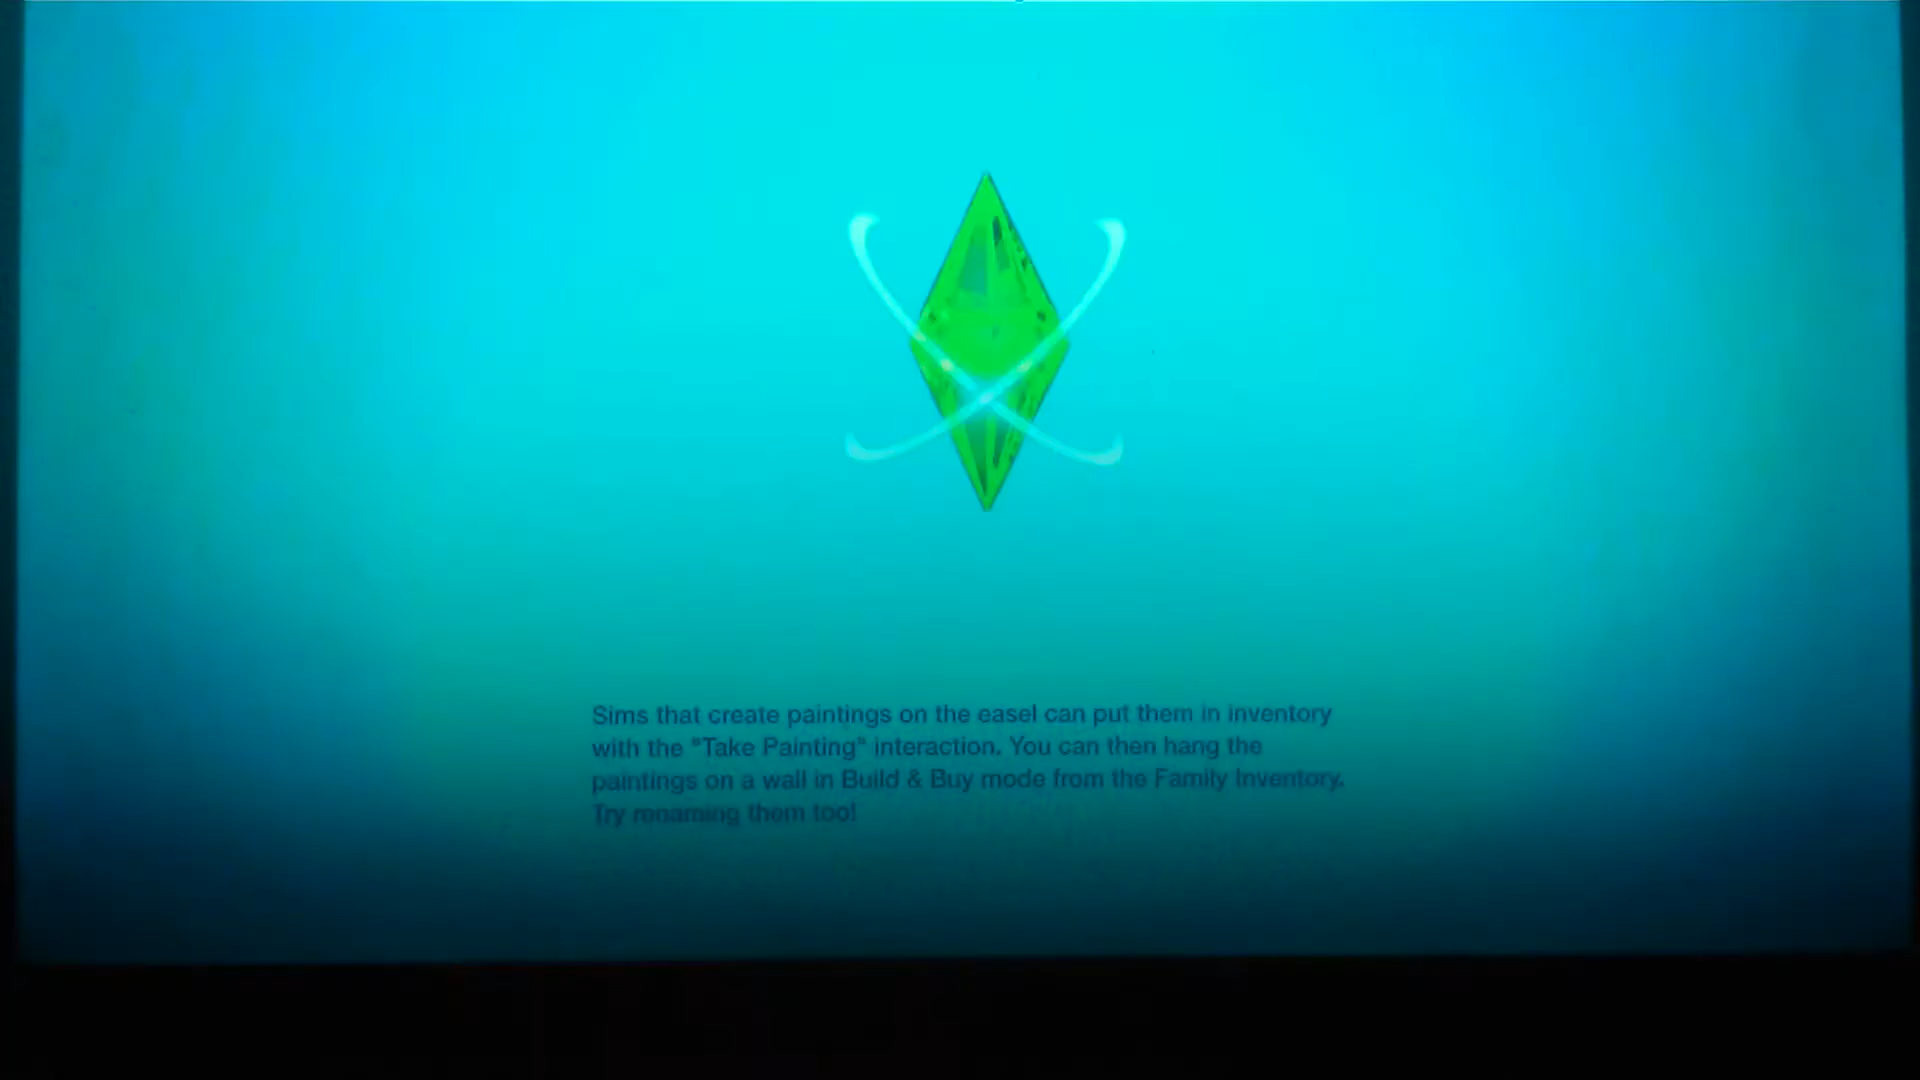 Sims that create paintings on the easel can put them in inventory
with the "Take Painting" interaction. You can then hang the
paintings on a wall in Build & Buy mode from the Family Inventory.
Try renaming them too!